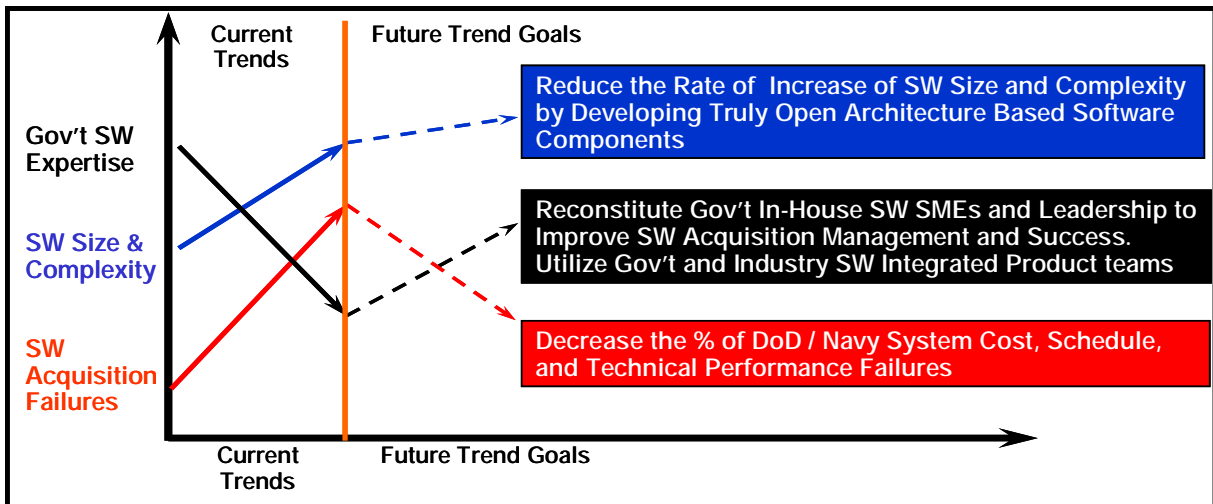 Current
Trends
Future Trend Goals
Gov't SW
Expertise
SW Size &
Complexity
SW
Acquisition
Failures
Reduce the Rate of Increase of SW Size and Complexity
by Developing Truly Open Architecture Based Software
Components
Reconstitute Gov't In-House SW SMEs and Leadership to
Improve SW Acquisition Management and Success.
Utilize Gov't and Industry SW Integrated Product teams
Decrease the % of DoD / Navy System Cost, Schedule,
and Technical Performance Failures
Current
Trends
Future Trend Goals